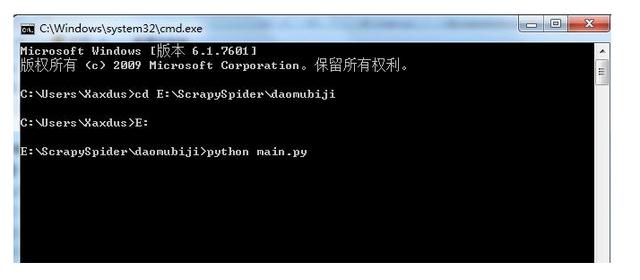 C:\Windows\system32\cmd.exe
Microsoft Windows [版本 6.1.7601]
版权所有 (c) 2009 Microsoft Corporation。保留所有权利。
C:\Users\Xaxdus>cd E:\ScrapySpider\daomubiji
C:\Users\Xaxdus>E:
E:\ScrapySpider\daomubiji>python main.py